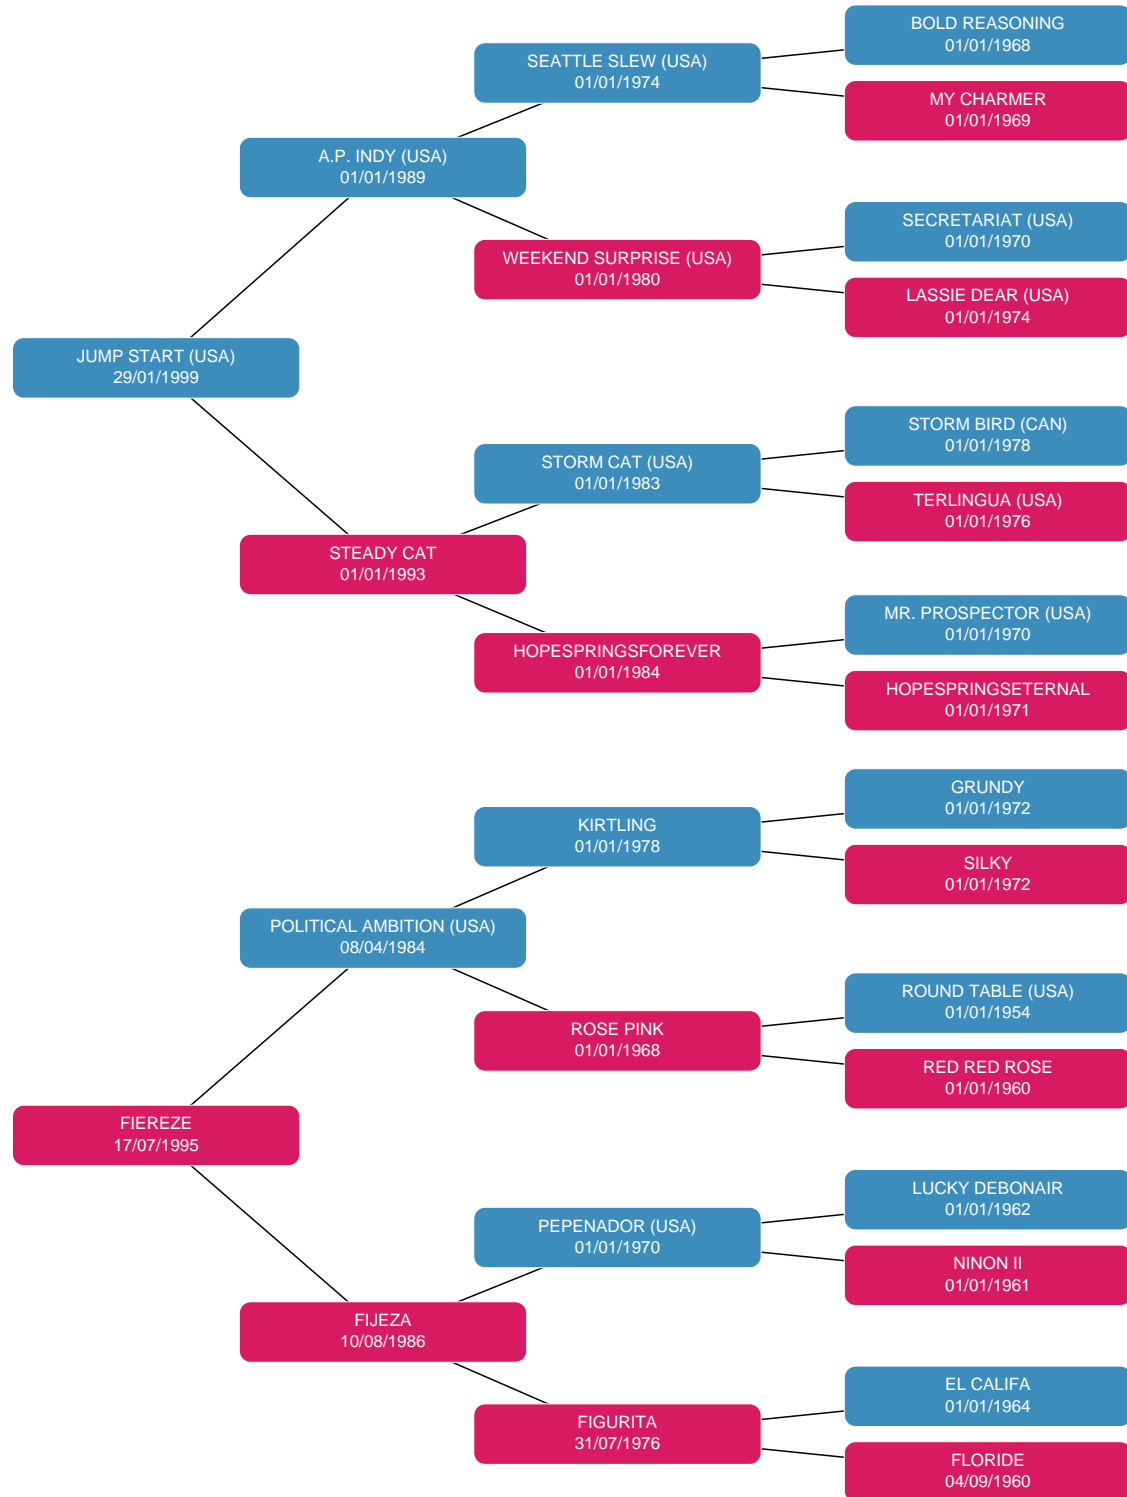 BOLD REASONING
01/01/1968
SEATTLE SLEW (USA)
01/01/1974
MY CHARMER
01/01/1969
A.P. INDY (USA)
01/01/1989
SECRETARIAT (USA)
01/01/1970
WEEKEND SURPRISE (USA)
01/01/1980
LASSIE DEAR (USA)
01/01/1974
JUMP START (USA)
29/01/1999
STORM BIRD (CAN)
01/01/1978
STORM CAT (USA)
01/01/1983
TERLINGUA (USA)
01/01/1976
STEADY CAT
01/01/1993
MR. PROSPECTOR (USA)
01/01/1970
HOPESPRINGSFOREVER
01/01/1984
HOPESPRINGSETERNAL
01/01/1971
GRUNDY
01/01/1972
KIRTLING
01/01/1978
SILKY
01/01/1972
POLITICAL AMBITION (USA)
08/04/1984
ROUND TABLE (USA)
01/01/1954
ROSE PINK
01/01/1968
RED RED ROSE
01/01/1960
FIEREZE
17/07/1995
LUCKY DEBONAIR
01/01/1962
PEPENADOR (USA)
01/01/1970
NINON II
01/01/1961
FIJEZA
10/08/1986
EL CALIFA
01/01/1964
FIGURITA
31/07/1976
FLORIDE
04/09/1960